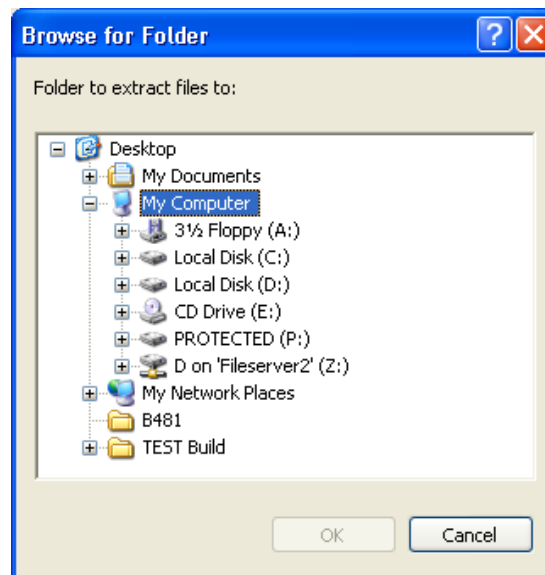 Browse for Folder
Folder to extract files to:
Desktop
My Documents
My Computer
3½ Floppy (A:)
Local Disk (C:)
Local Disk (D:)
CD Drive (E:)
PROTECTED (P:)
D on 'Fileserver2' (Z:)
My Network Places
B481
TEST Build
OK Cancel